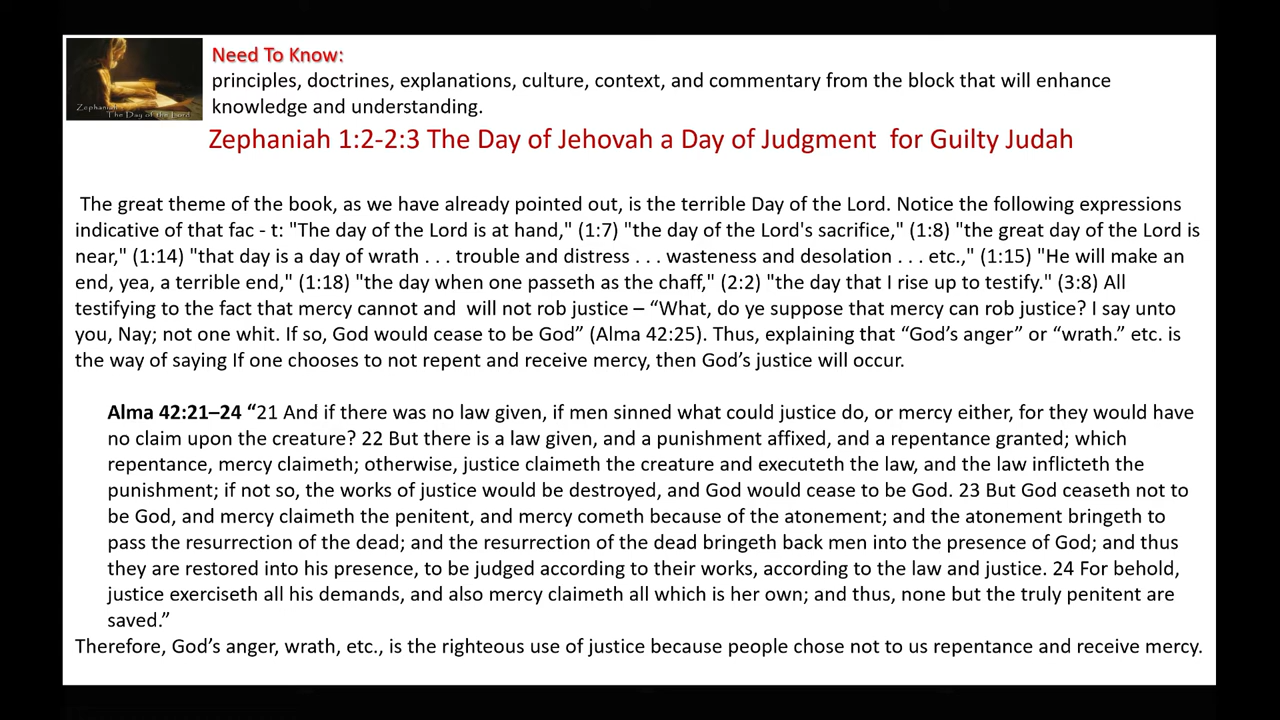 Need To Know:
principles, doctrines, explanations, culture, context, and commentary from the block that will enhance
knowledge and understanding.
Zephaniah
The Day of the Lord
Zephaniah 1:2-2:3 The Day of Jehovah a Day of Judgment  for Guilty Judah
The great theme of the book, as we have already pointed out, is the terrible Day of the Lord. Notice the following expressions
indicative of that fac - t: "The day of the Lord is at hand," (1:7) "the day of the Lord's sacrifice," (1:8) "the great day of the Lord is
near," (1:14) "that day is a day of wrath . . . trouble and distress . . . wasteness and desolation . . . etc.," (1:15) "He will make an
end, yea, a terrible end," (1:18) "the day when one passeth as the chaff," (2:2) "the day that I rise up to testify." (3:8) All
testifying to the fact that mercy cannot and  will not rob justice – “What, do ye suppose that mercy can rob justice? I say unto
you, Nay; not one whit. If so, God would cease to be God” (Alma 42:25). Thus, explaining that “God’s anger” or “wrath.” etc. is
the way of saying If one chooses to not repent and receive mercy, then God’s justice will occur.
Alma 42:21–24 “21 And if there was no law given, if men sinned what could justice do, or mercy either, for they would have
no claim upon the creature? 22 But there is a law given, and a punishment affixed, and a repentance granted; which
repentance, mercy claimeth; otherwise, justice claimeth the creature and executeth the law, and the law inflicteth the
punishment; if not so, the works of justice would be destroyed, and God would cease to be God. 23 But God ceaseth not to
be God, and mercy claimeth the penitent, and mercy cometh because of the atonement; and the atonement bringeth to
pass the resurrection of the dead; and the resurrection of the dead bringeth back men into the presence of God; and thus
they are restored into his presence, to be judged according to their works, according to the law and justice. 24 For behold,
justice exerciseth all his demands, and also mercy claimeth all which is her own; and thus, none but the truly penitent are
saved.”
Therefore, God’s anger, wrath, etc., is the righteous use of justice because people chose not to us repentance and receive mercy.